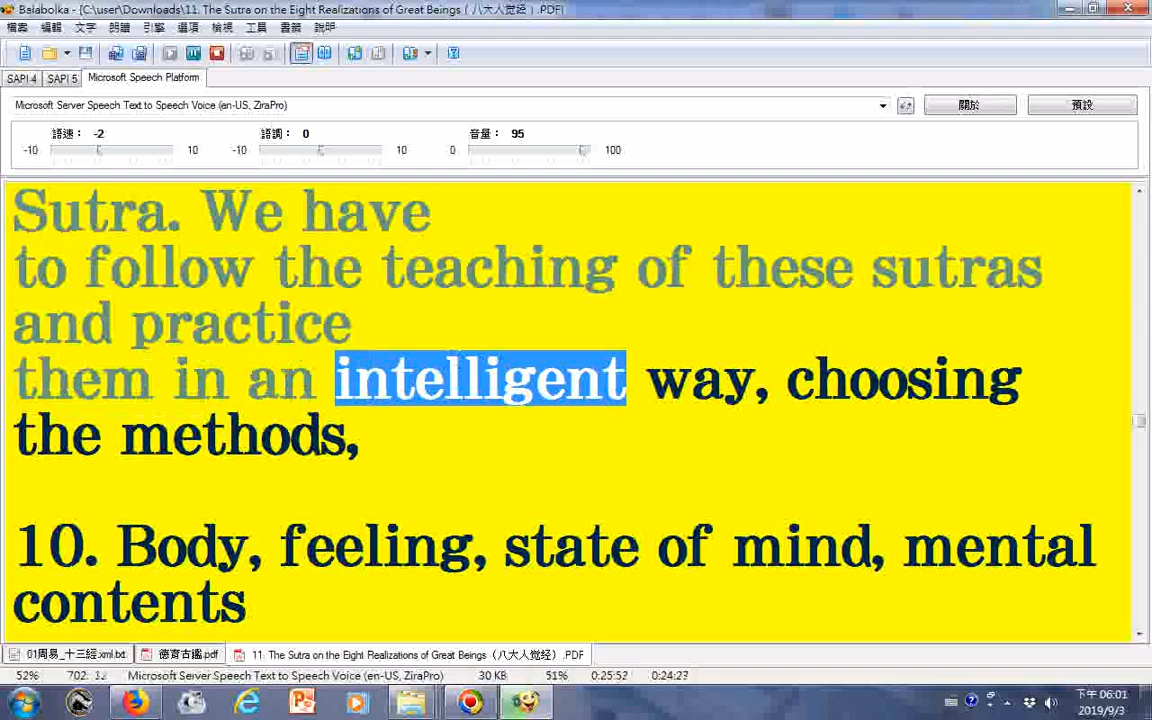 Balabolka - [C:\user\Downloads\11. The Sutra on the Eight Realizations of Great Beings（八大人觉经）.PDF]
檔案 編輯 文字 朗讀 引擎 選項 檢視 工具 書籤 說明
SAPI 4 SAPI 5 Microsoft Speech Platform
Microsoft Server Speech Text to Speech Voice (en-US, ZiraPro) 關於 預設
語速： -2 語調： 0 音量： 95
-10 10 -10 10 0 100
Sutra. We have
to follow the teaching of these sutras
and practice
them in an intelligent way, choosing
the methods,
10. Body, feeling, state of mind, mental
contents
01周易_十三經.xml.txt 德育古鑑.pdf 11. The Sutra on the Eight Realizations of Great Beings（八大人觉经）.PDF
52% 702: 12 Microsoft Server Speech Text to Speech Voice (en-US, ZiraPro) 30 KB 51% 0:25:52 0:24:27
下午 06:01
2019/9/3